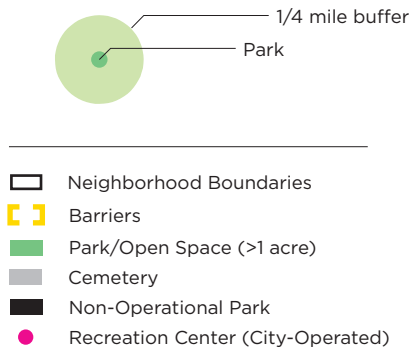 1/4 mile buffer
Park
Neighborhood Boundaries
Barriers
Park/Open Space (>1 acre)
Cemetery
Non-Operational Park
Recreation Center (City-Operated)